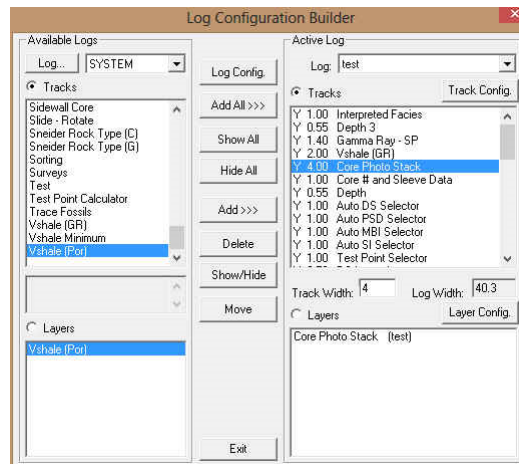 Log Configuration Builder
Available Logs
Log...
SYSTEM
Tracks
Sidewall Core
Slide - Rotate
Sneider Rock Type (C)
Sneider Rock Type (G)
Sorting
Surveys
Test
Test Point Calculator
Trace Fossils
Vshale (GR)
Vshale Minimum
Vshale (Por)
Layers
Vshale (Por)
Log Config.
Add All >>>
Show All
Hide All
Add >>>
Delete
Show/Hide
Move
Exit
Active Log
Log: test
Tracks
Track Config.
Y 1.00 Interpreted Facies
Y 0.55 Depth 3
Y 1.40 Gamma Ray - SP
Y 2.00 Vshale (GR)
Y 4.00 Core Photo Stack
Y 1.00 Core # and Sleeve Data
Y 0.55 Depth
Y 1.00 Auto DS Selector
Y 1.00 Auto PSD Selector
Y 1.00 Auto MBI Selector
Y 1.00 Auto SI Selector
Y 1.00 Test Point Selector
Track Width: 4
Log Width: 40.3
Layers
Layer Config.
Core Photo Stack (test)